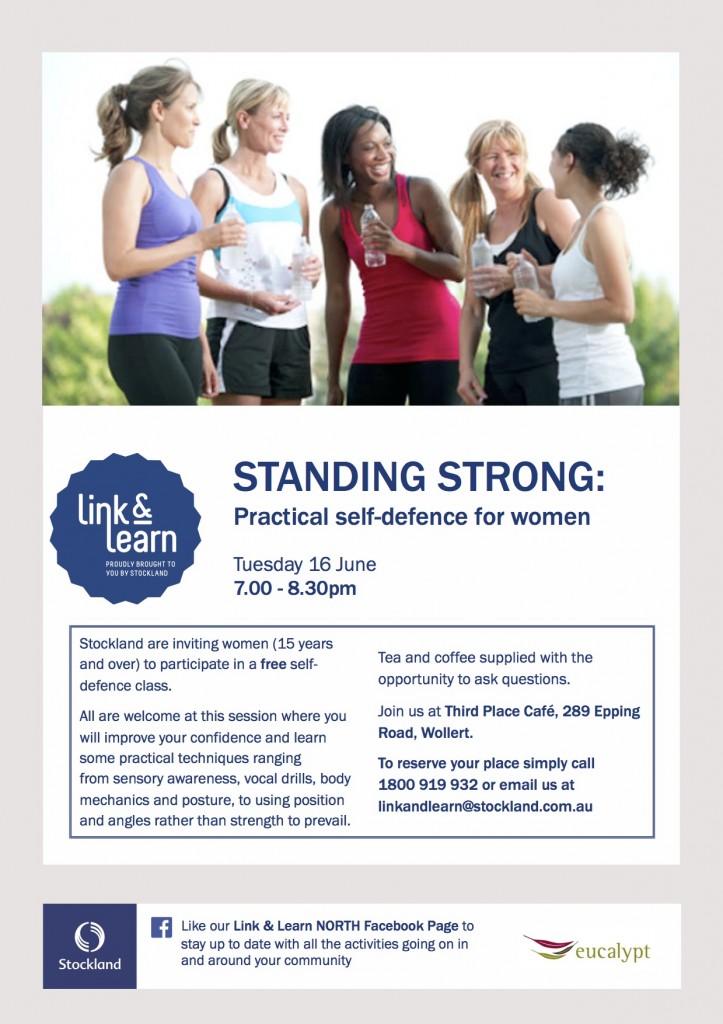 link &
learn
PROUDLY BROUGHT TO
YOU BY STOCKLAND
STANDING STRONG:
Practical self-defence for women
Tuesday 16 June
7.00 - 8.30pm
Stockland are inviting women (15 years
and over) to participate in a free self-
defence class.
All are welcome at this session where you
will improve your confidence and learn
some practical techniques ranging
from sensory awareness, vocal drills, body
mechanics and posture, to using position
and angles rather than strength to prevail.
Tea and coffee supplied with the
opportunity to ask questions.
Join us at Third Place Café, 289 Epping
Road, Wollert.
To reserve your place simply call
1800 919 932 or email us at
linkandlearn@stockland.com.au
Stockland
Like our Link & Learn NORTH Facebook Page to
stay up to date with all the activities going on in
and around your community
eucalypt